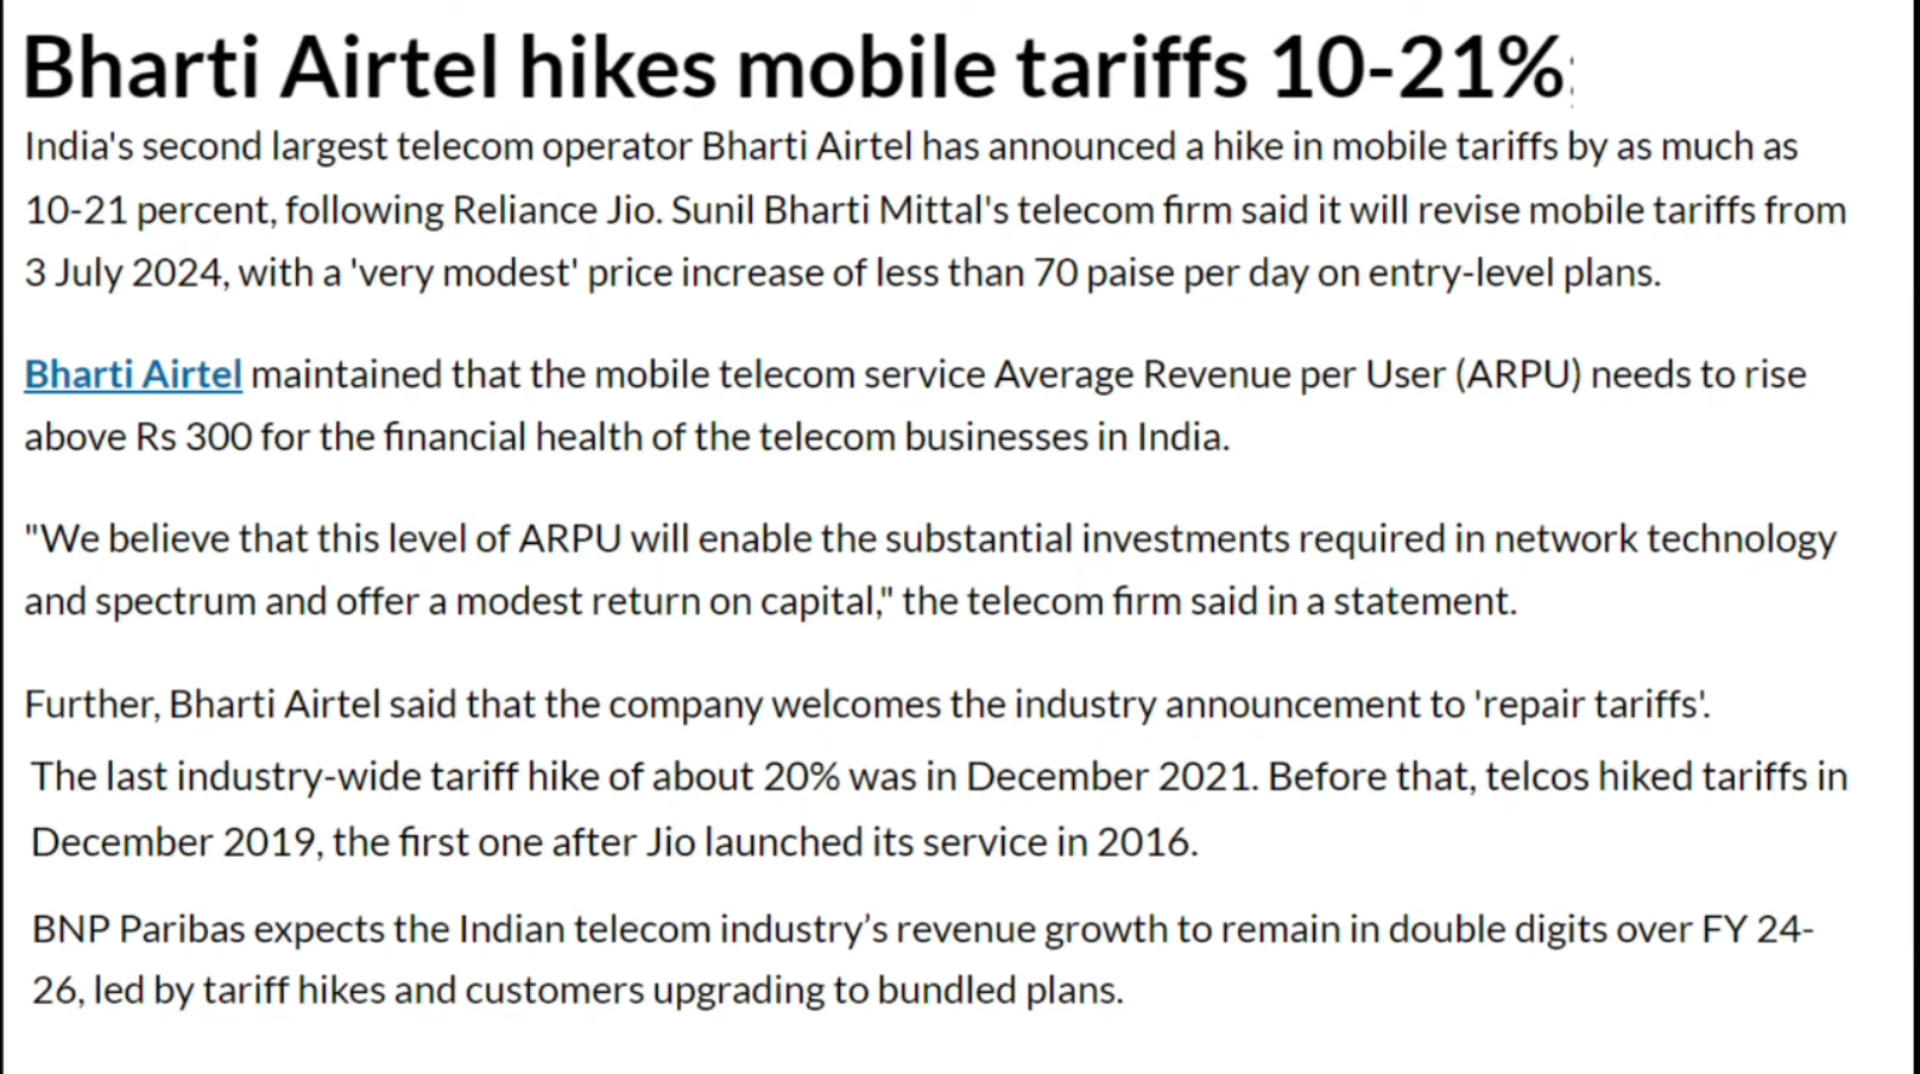 Bharti Airtel hikes mobile tariffs 10-21%
India's second largest telecom operator Bharti Airtel has announced a hike in mobile tariffs by as much as
10-21 percent, following Reliance Jio. Sunil Bharti Mittal's telecom firm said it will revise mobile tariffs from
3 July 2024, with a 'very modest' price increase of less than 70 paise per day on entry-level plans.
Bharti Airtel maintained that the mobile telecom service Average Revenue per User (ARPU) needs to rise
above Rs 300 for the financial health of the telecom businesses in India.
"We believe that this level of ARPU will enable the substantial investments required in network technology
and spectrum and offer a modest return on capital," the telecom firm said in a statement.
Further, Bharti Airtel said that the company welcomes the industry announcement to 'repair tariffs'.
The last industry-wide tariff hike of about 20% was in December 2021. Before that, telcos hiked tariffs in
December 2019, the first one after Jio launched its service in 2016.
BNP Paribas expects the Indian telecom industry’s revenue growth to remain in double digits over FY 24-
26, led by tariff hikes and customers upgrading to bundled plans.